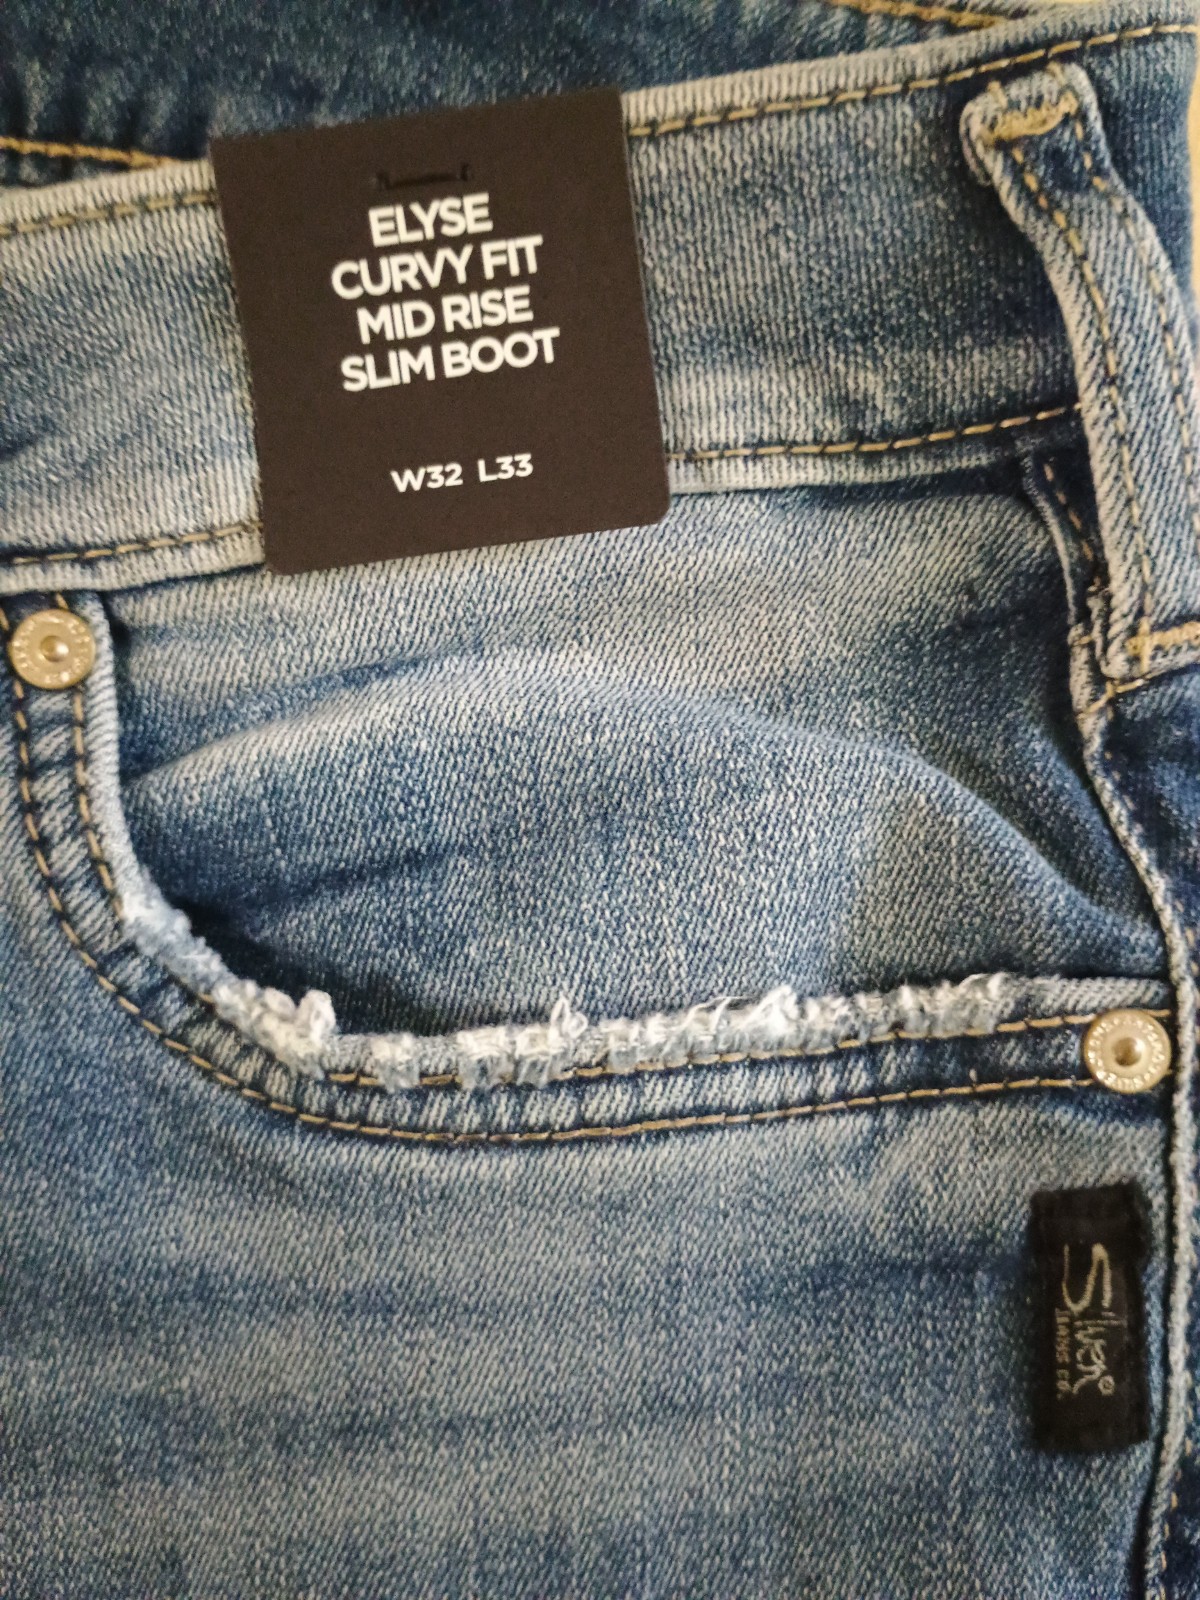 ELYSE
CURVY FIT
MID RISE
SLIM BOOT
W32 L33
Silver
JEANS CO.